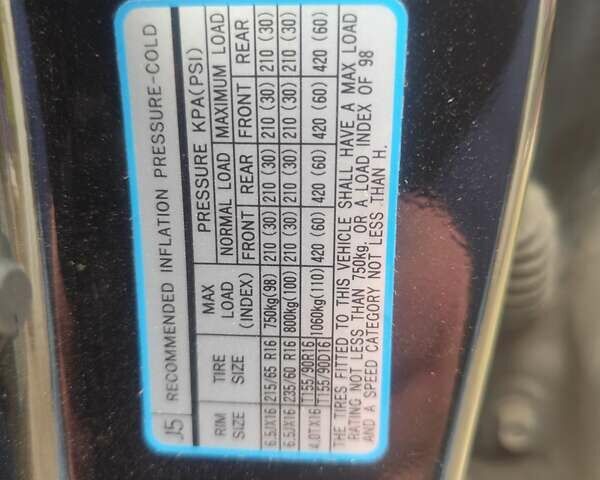 J5 RECOMMENDED INFLATION PRESSURE-COLD
RIM SIZE TIRE SIZE MAX LOAD (INDEX) PRESSURE KPA(PSI)
NORMAL LOAD MAXIMUM LOAD
FRONT REAR FRONT REAR
6.5JX16 215/65 R16 750kg(98) 210 (30) 210 (30) 210 (30) 210 (30)
6.5JX16 235/60 R16 800kg(100) 210 (30) 210 (30) 210 (30) 210 (30)
4.0TX16 T155/90R16 1060kg(110) 420 (60) 420 (60) 420 (60) 420 (60)
T155/90D16
THE TIRES FITTED TO THIS VEHICLE SHALL HAVE A MAX LOAD
RATING NOT LESS THAN 750kg. OR A LOAD INDEX OF 98
AND A SPEED CATEGORY NOT LESS THAN H.